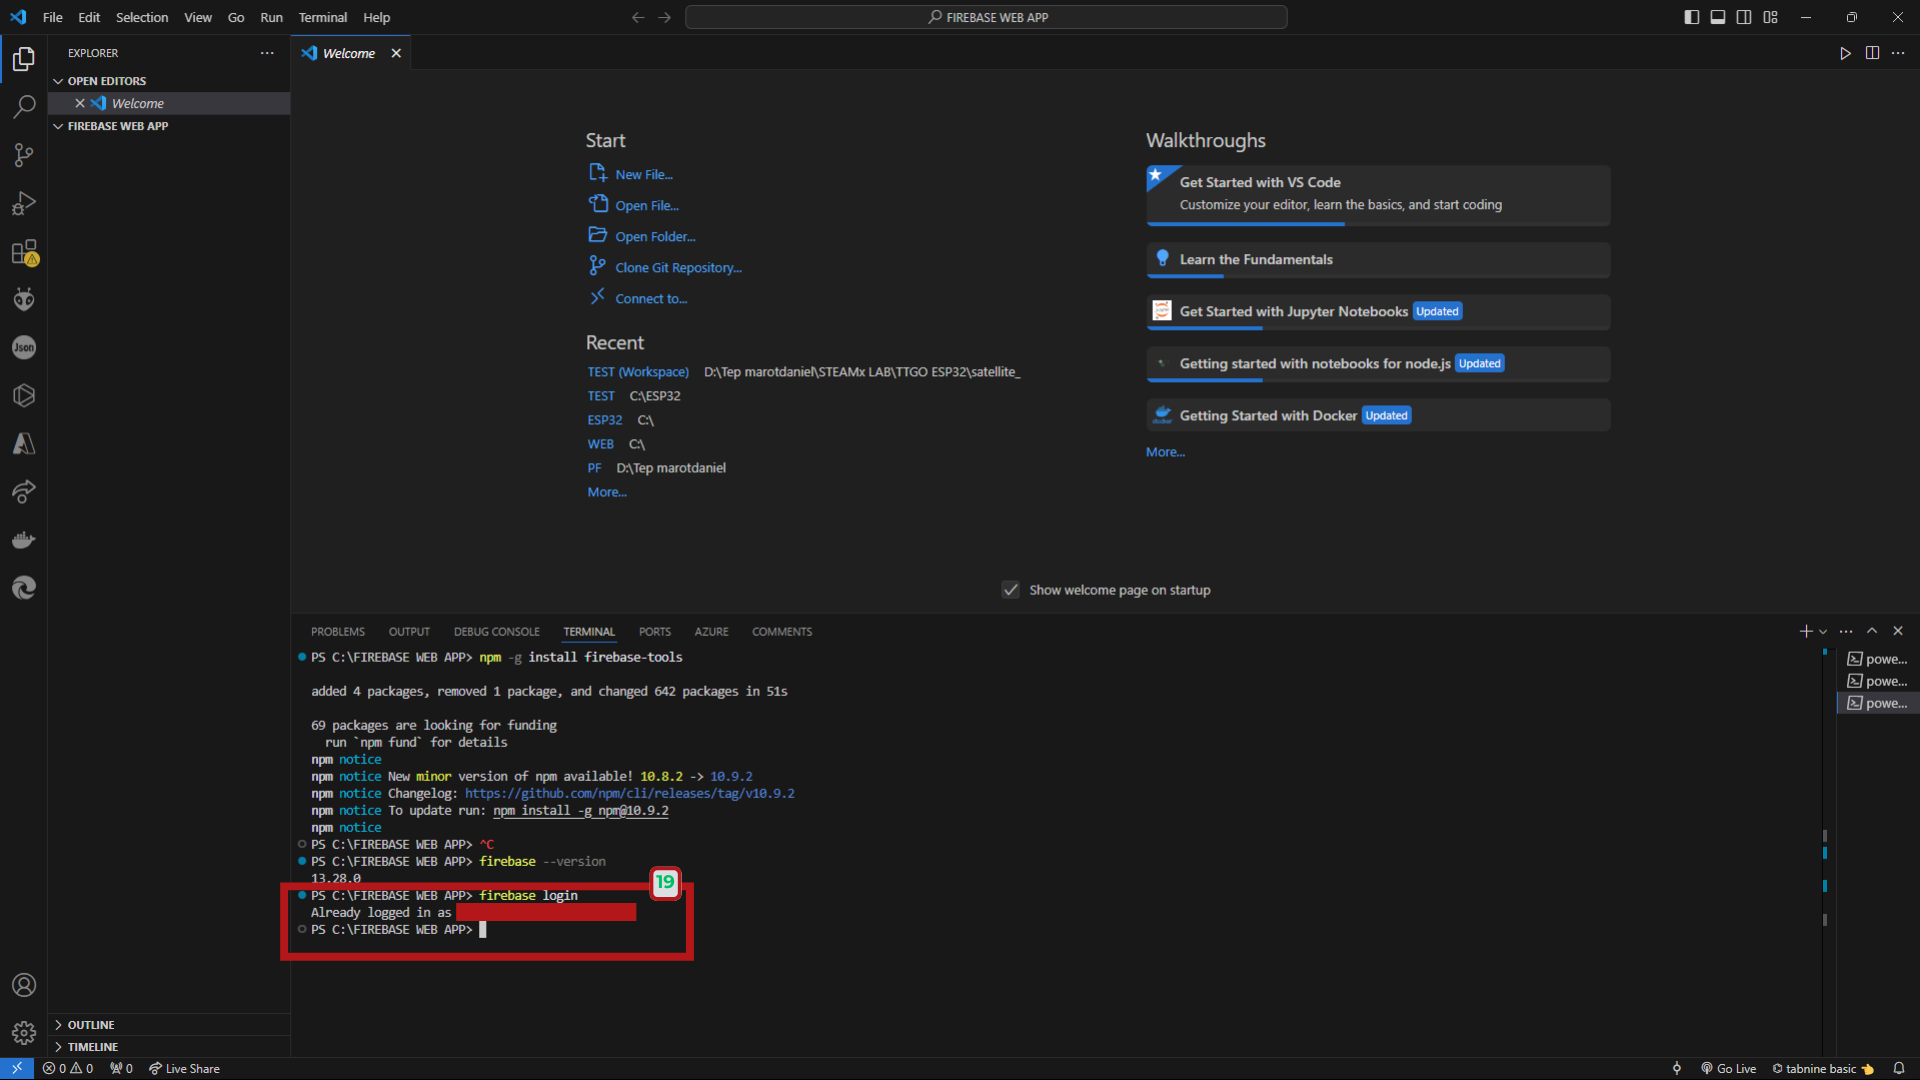 File Edit Selection View Go Run Terminal Help
FIREBASE WEB APP
EXPLORER
Welcome
OPEN EDITORS
Welcome
FIREBASE WEB APP
Start
New File...
Open File...
Open Folder...
Clone Git Repository...
Connect to...
Recent
TEST (Workspace) D:\Tep marotdaniel\STEAMx LAB\TTGO ESP32\satellite_
TEST C:\ESP32
ESP32 C:\
WEB C:\
PF D:\Tep marotdaniel
More...
Walkthroughs
Get Started with VS Code
Customize your editor, learn the basics, and start coding
Learn the Fundamentals
Get Started with Jupyter Notebooks Updated
Getting started with notebooks for node.js Updated
Getting Started with Docker Updated
More...
Show welcome page on startup
Json
PROBLEMS OUTPUT DEBUG CONSOLE TERMINAL PORTS AZURE COMMENTS
PS C:\FIREBASE WEB APP> npm -g install firebase-tools
added 4 packages, removed 1 package, and changed 642 packages in 51s
69 packages are looking for funding
run `npm fund` for details
npm notice
npm notice New minor version of npm available! 10.8.2 -> 10.9.2
npm notice Changelog: https://github.com/npm/cli/releases/tag/v10.9.2
npm notice To update run: npm install -g npm@10.9.2
npm notice
PS C:\FIREBASE WEB APP> ^C
PS C:\FIREBASE WEB APP> firebase --version
13.28.0
PS C:\FIREBASE WEB APP> firebase login
Already logged in as
PS C:\FIREBASE WEB APP>
19
powe...
powe...
powe...
OUTLINE
TIMELINE
0 0 0 Live Share
Go Live tabnine basic